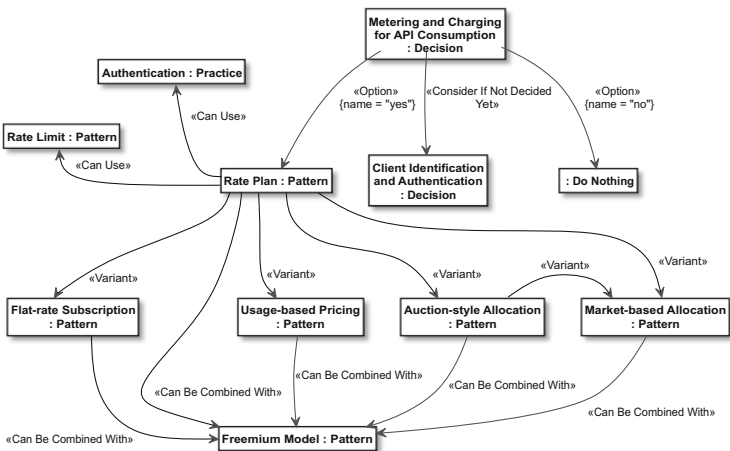 Metering and Charging
for API Consumption
: Decision
Authentication : Practice
«Option»
{name = "yes"}
«Consider If Not Decided
Yet»
«Option»
{name = "no"}
«Can Use»
Rate Limit : Pattern
«Can Use»
Rate Plan : Pattern
Client Identification
and Authentication
: Decision
: Do Nothing
«Variant»
«Variant»
«Variant»
«Variant»
«Variant»
Flat-rate Subscription
: Pattern
Usage-based Pricing
: Pattern
Auction-style Allocation
: Pattern
Market-based Allocation
: Pattern
«Can Be Combined With»
«Can Be Combined With»
«Can Be Combined With»
«Can Be Combined With»
«Can Be Combined With»
Freemium Model : Pattern